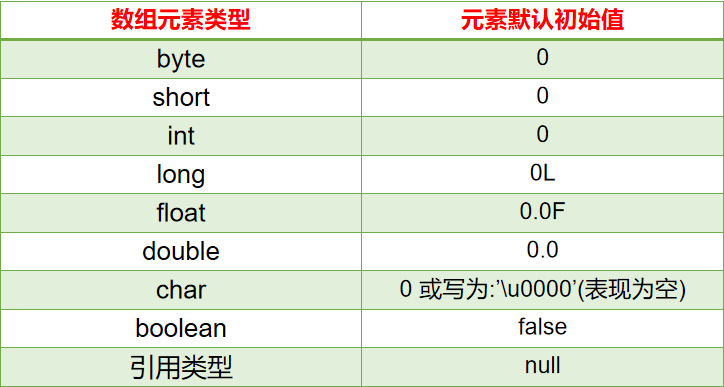 数组元素类型 元素默认初始值
byte 0
short 0
int 0
long 0L
float 0.0F
double 0.0
char 0 或写为:’\u0000’(表现为空)
boolean false
引用类型 null